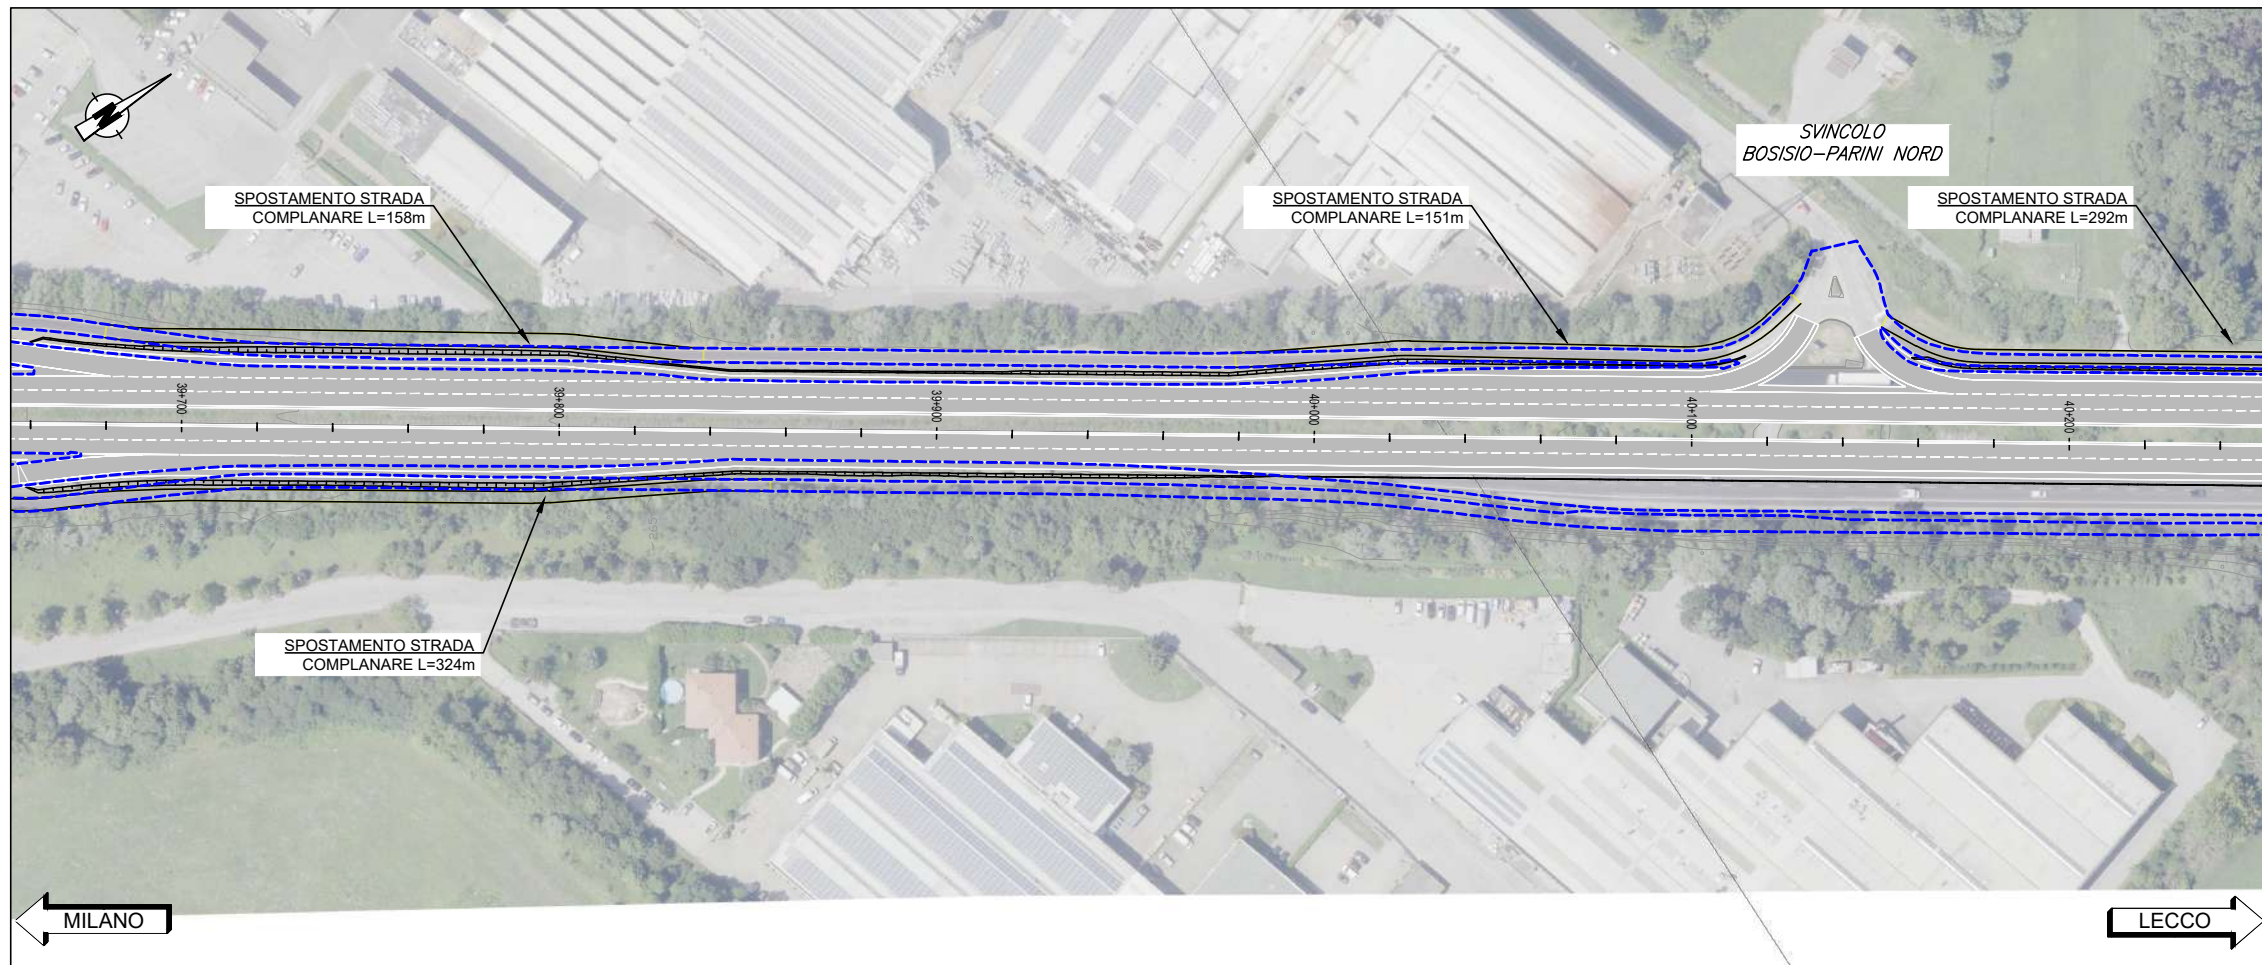 N
SVINCOLO
BOSISIO-PARINI NORD
SPOSTAMENTO STRADA
COMPLANARE L=158m
SPOSTAMENTO STRADA
COMPLANARE L=151m
SPOSTAMENTO STRADA
COMPLANARE L=292m
39+700
39+800
39+900
40+000
40+100
40+200
265
SPOSTAMENTO STRADA
COMPLANARE L=324m
MILANO
LECCO